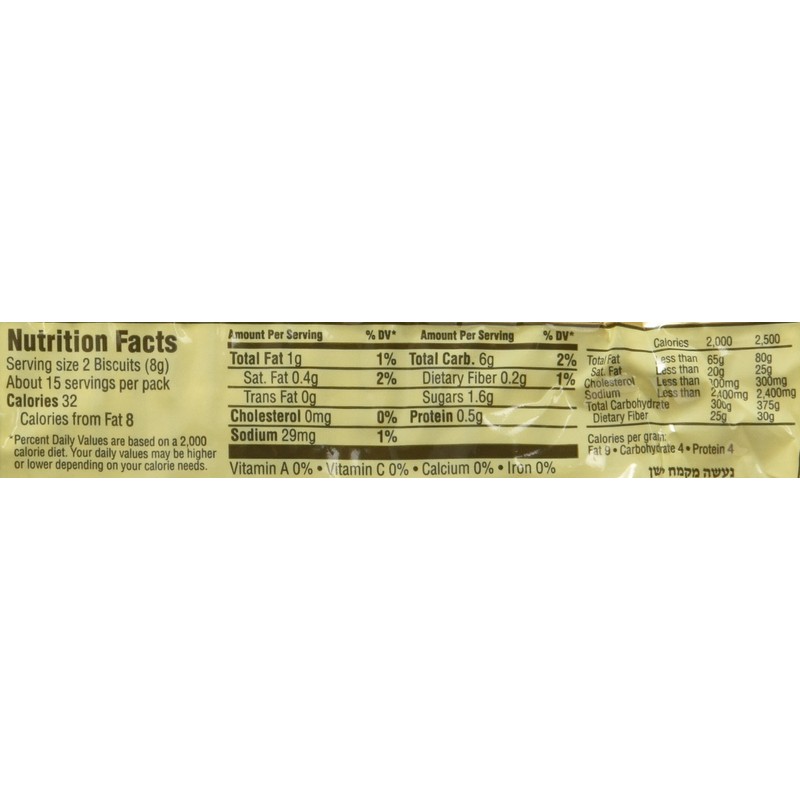 Nutrition Facts
Serving size 2 Biscuits (8g)
About 15 servings per pack
Calories 32
Calories from Fat 8
*Percent Daily Values are based on a 2,000
calorie diet. Your daily values may be higher
or lower depending on your calorie needs.
Amount Per Serving % DV* Amount Per Serving % DV*
Total Fat 1g 1% Total Carb. 6g 2%
Sat. Fat 0.4g 2% Dietary Fiber 0.2g 1%
Trans Fat 0g Sugars 1.6g
Cholesterol 0mg 0% Protein 0.5g
Sodium 29mg 1%
Vitamin A 0% • Vitamin C 0% • Calcium 0% • Iron 0%
Calories 2,000 2,500
Total Fat Less than 65g 80g
Sat. Fat Less than 20g 25g
Cholesterol Less than 300mg 300mg
Sodium Less than 2,400mg 2,400mg
Total Carbohydrate 300g 375g
Dietary Fiber 25g 30g
Calories per gram:
Fat 9 • Carbohydrate 4 • Protein 4
נעשה מקמח ישן